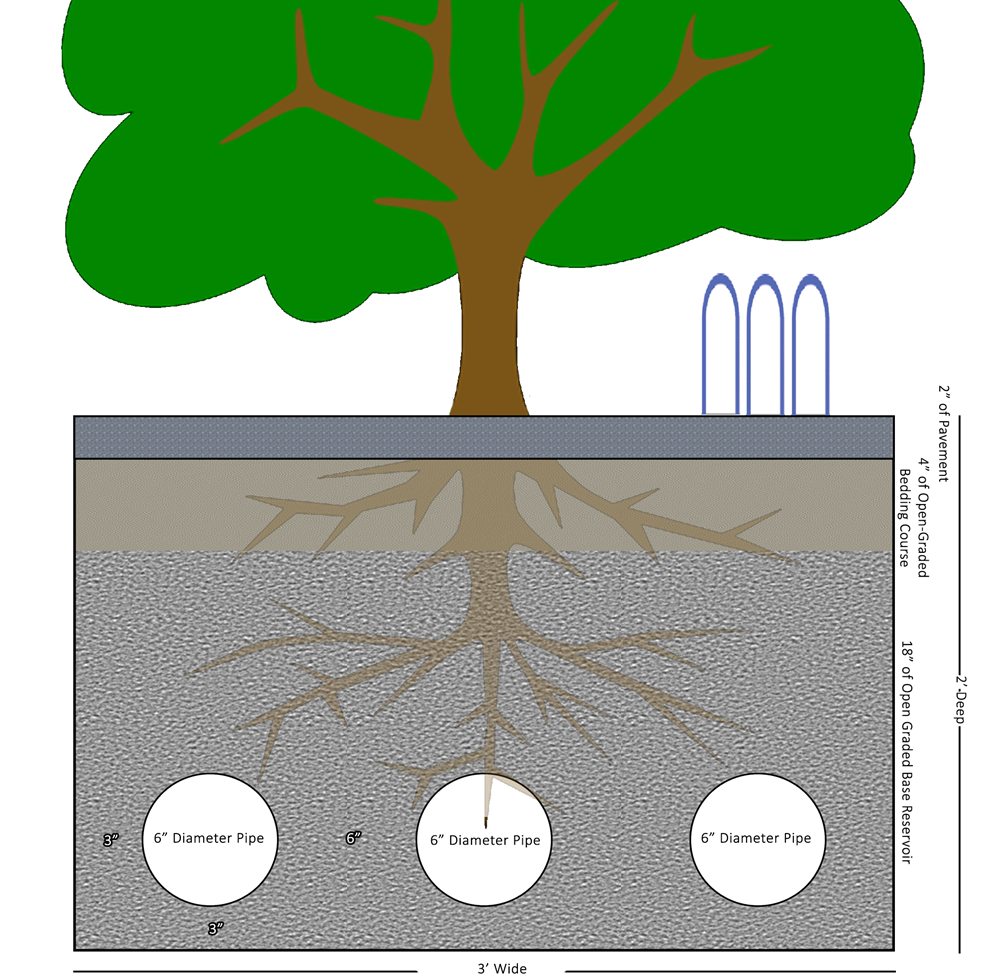 2” of Pavement
4” of Open-Graded
Bedding Course
2’ Deep
18” of Open Graded Base Reservoir
3”
6” Diameter Pipe
6”
6” Diameter Pipe
6” Diameter Pipe
3”
3’ Wide